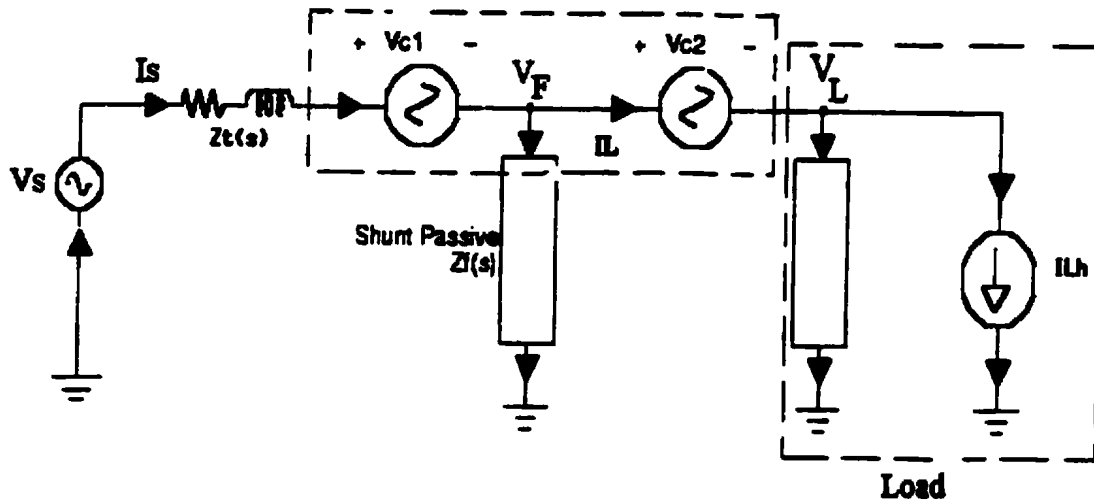 + Vc1 -
+ Vc2 -
Is
VF
VL
Zt(s)
IL
Vs
Shunt Passive
Zf(s)
ILh
Load